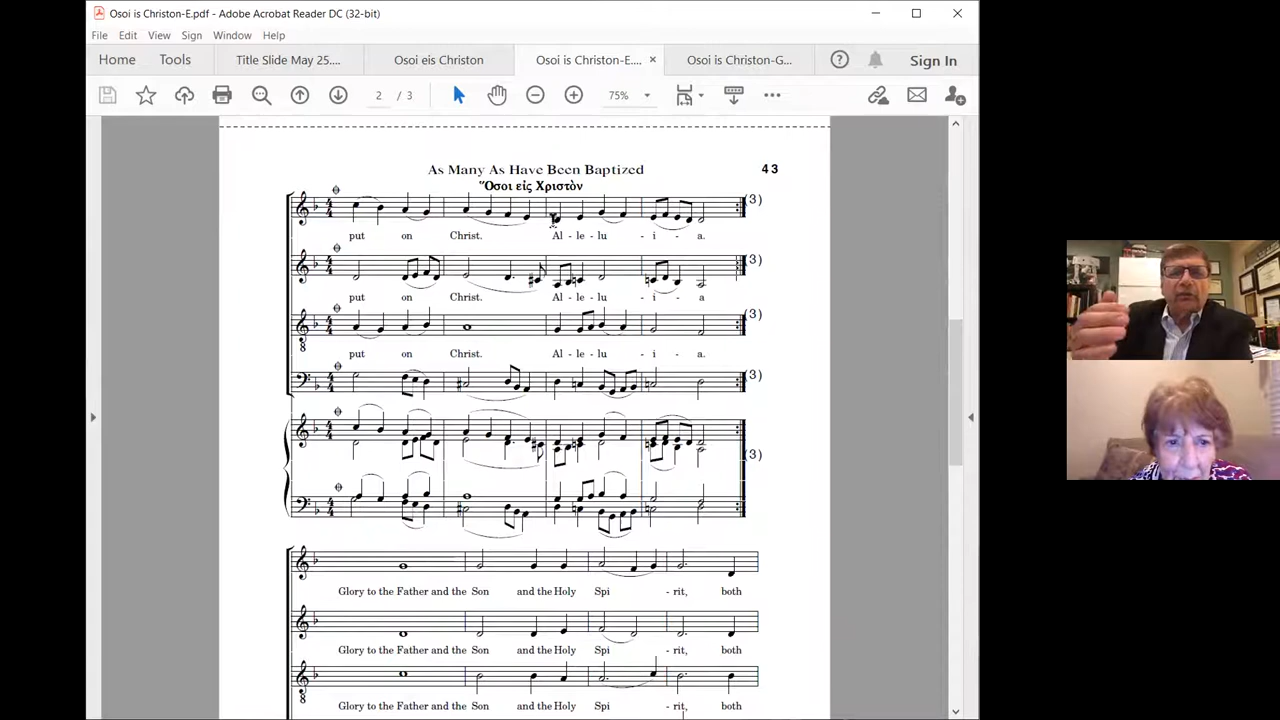 Osoi is Christon-E.pdf - Adobe Acrobat Reader DC (32-bit)
File Edit View Sign Window Help
Home Tools Title Slide May 25.... Osoi eis Christon Osoi is Christon-E.... × Osoi is Christon-G... Sign In
2 / 3 75%
As Many As Have Been Baptized 43
Ὅσοι εἰς Χριστὸν
(3)
put on Christ. Al - le - lu - i - a.
(3)
put on Christ. Al - le - lu - i - a
(3)
8
put on Christ. Al - le - lu - i - a.
(3)
(3)
Glory to the Father and the Son and the Holy Spi - rit, both
Glory to the Father and the Son and the Holy Spi - rit, both
8
Glory to the Father and the Son and the Holy Spi - rit, both